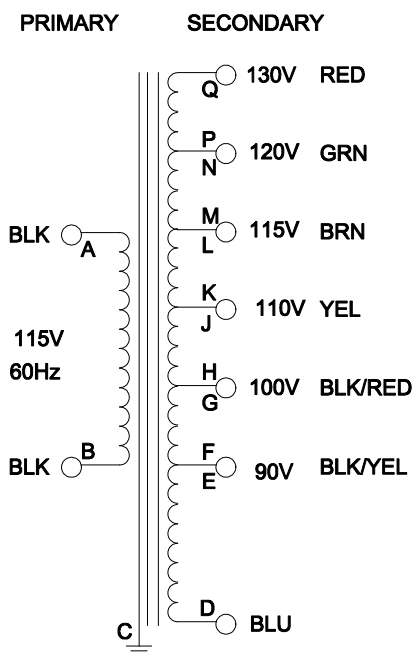 PRIMARY SECONDARY
Q 130V RED
P
N 120V GRN
M
L 115V BRN
BLK A
K
J 110V YEL
115V
60Hz
H
G 100V BLK/RED
BLK B
F
E 90V BLK/YEL
D BLU
C